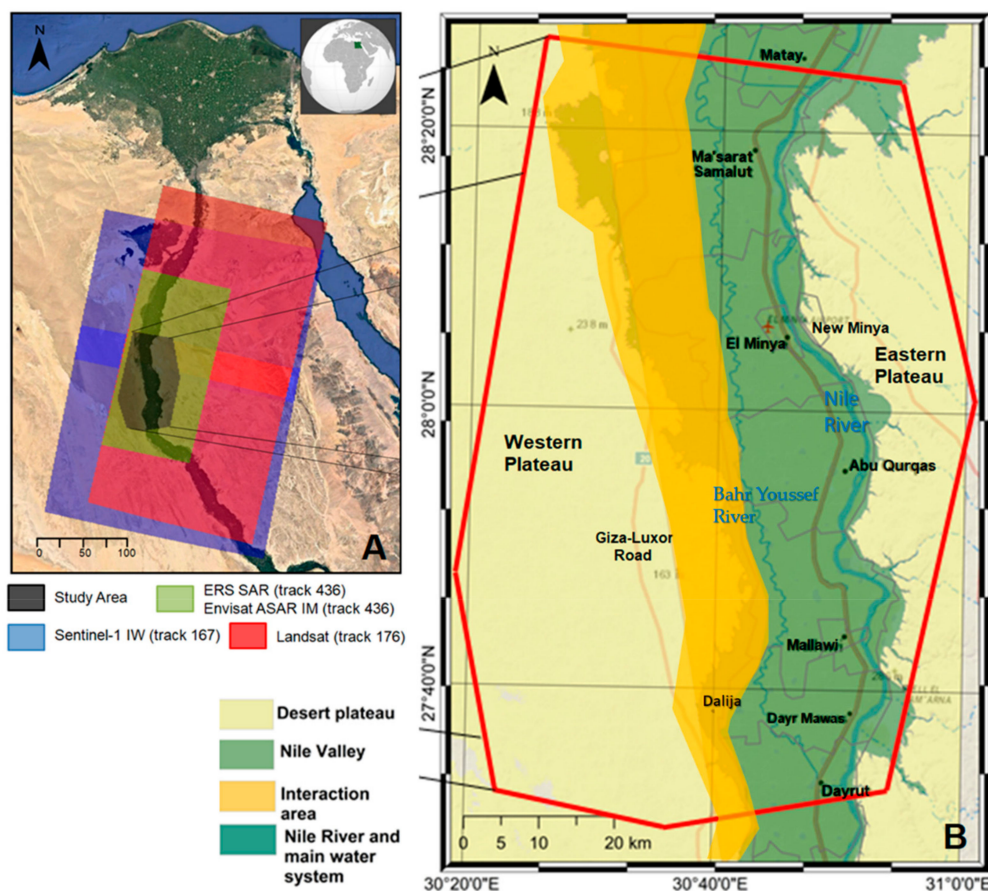 N
A
0 50 100
Study Area
ERS SAR (track 436)
Envisat ASAR IM (track 436)
Sentinel-1 IW (track 167)
Landsat (track 176)
Desert plateau
Nile Valley
Interaction
area
Nile River and
main water
system
N
Matay
Ma'sarat
Samalut
238 m
New Minya
El Minya
Eastern
Plateau
Nile
River
Western
Plateau
Abu Qurqas
Bahr Youssef
River
Giza-Luxor
Road
163 m
Mallawi
Dalija
Dayr Mawas
Dayrut
0 5 10 20 km
B
28°20'0"N
28°0'0"N
27°40'0"N
30°20'0"E
30°40'0"E
31°0'0"E